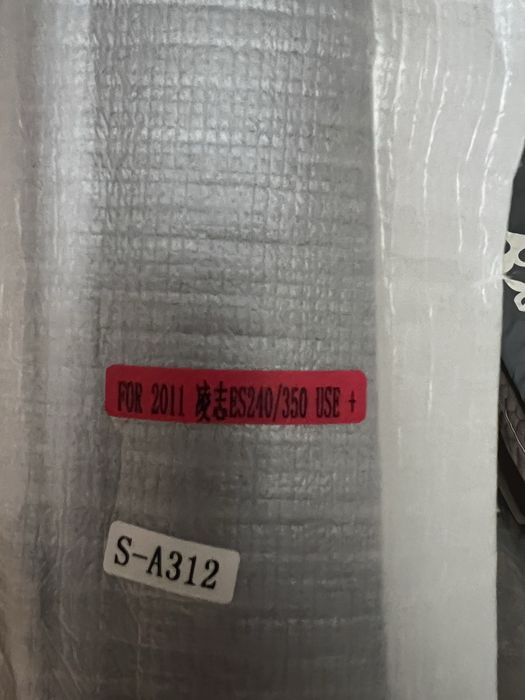 FOR 2011 凌志ES240/350 USE +
S-A312